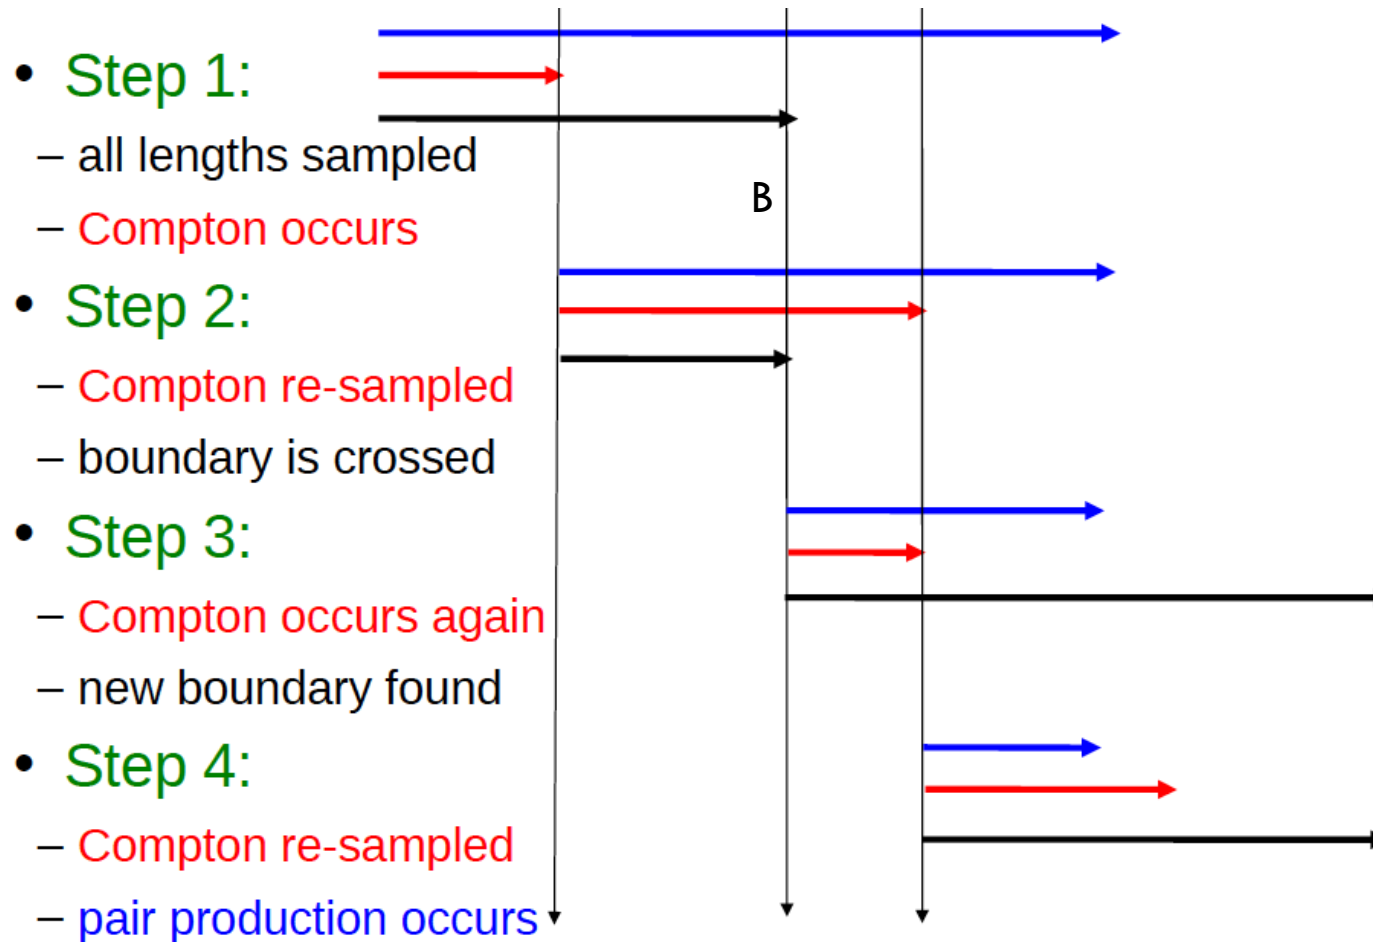 • Step 1:
– all lengths sampled
B
– Compton occurs
• Step 2:
– Compton re-sampled
– boundary is crossed
• Step 3:
– Compton occurs again
– new boundary found
• Step 4:
– Compton re-sampled
– pair production occurs